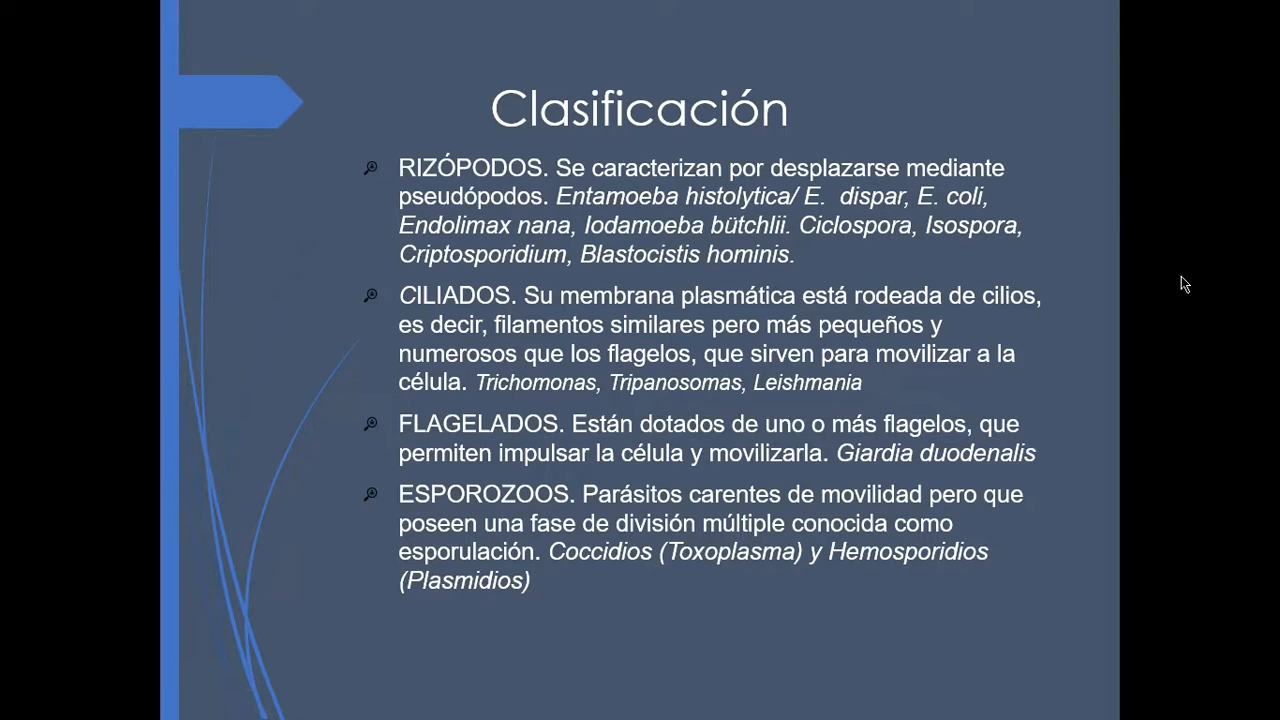 Clasificación
RIZÓPODOS. Se caracterizan por desplazarse mediante
pseudópodos. Entamoeba histolytica/ E. dispar, E. coli,
Endolimax nana, Iodamoeba bütchlii. Ciclospora, Isospora,
Criptosporidium, Blastocistis hominis.
CILIADOS. Su membrana plasmática está rodeada de cilios,
es decir, filamentos similares pero más pequeños y
numerosos que los flagelos, que sirven para movilizar a la
célula. Trichomonas, Tripanosomas, Leishmania
FLAGELADOS. Están dotados de uno o más flagelos, que
permiten impulsar la célula y movilizarla. Giardia duodenalis
ESPOROZOOS. Parásitos carentes de movilidad pero que
poseen una fase de división múltiple conocida como
esporulación. Coccidios (Toxoplasma) y Hemosporidios
(Plasmidios)